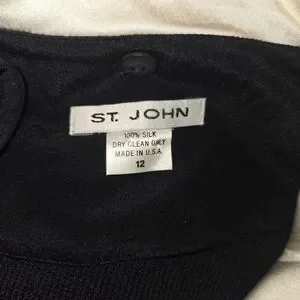 ST. JOHN
100% SILK
DRY CLEAN ONLY
MADE IN U.S.A.
12